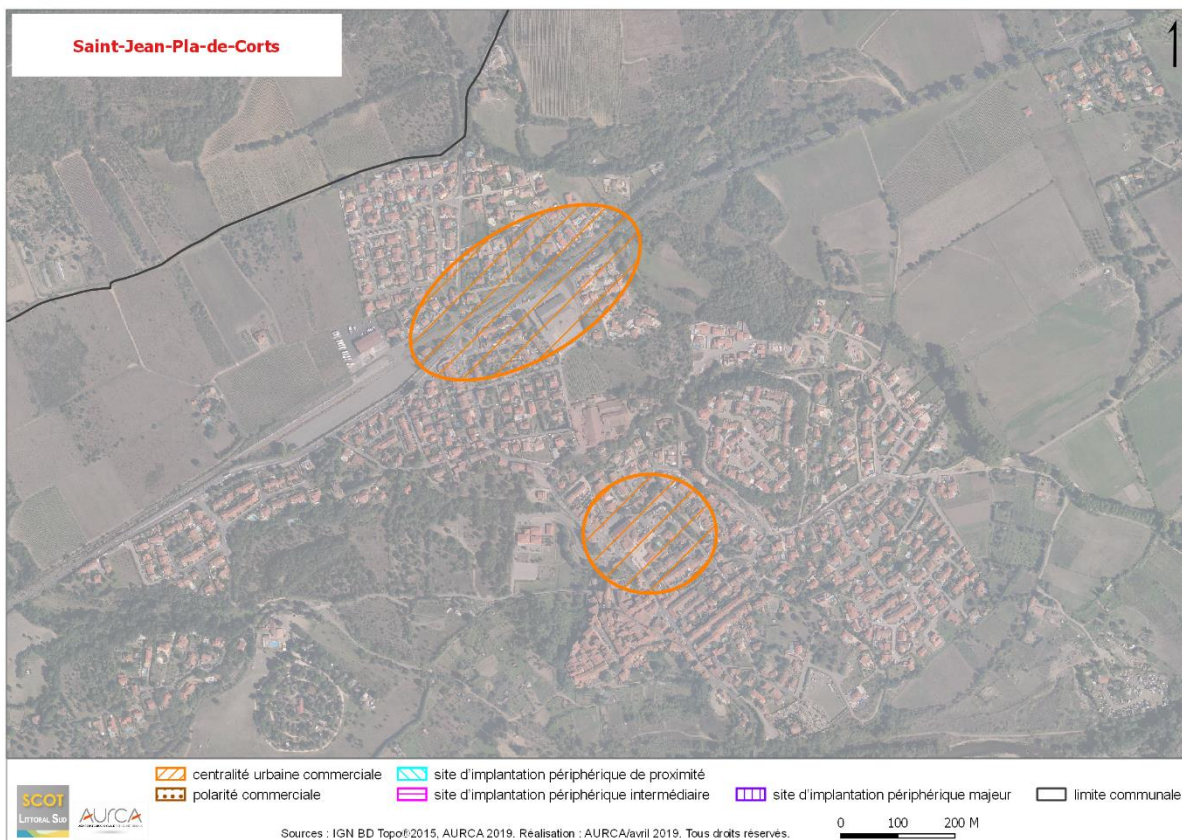 Saint-Jean-Pla-de-Corts
centralité urbaine commerciale
site d'implantation périphérique de proximité
polarité commerciale
site d'implantation périphérique intermédiaire
site d'implantation périphérique majeur
limite communale
SCOT
LITTORAL SUD
AURCA
Sources : IGN BD Topo®2015, AURCA 2019. Réalisation : AURCA/avril 2019. Tous droits réservés.
0 100 200 M